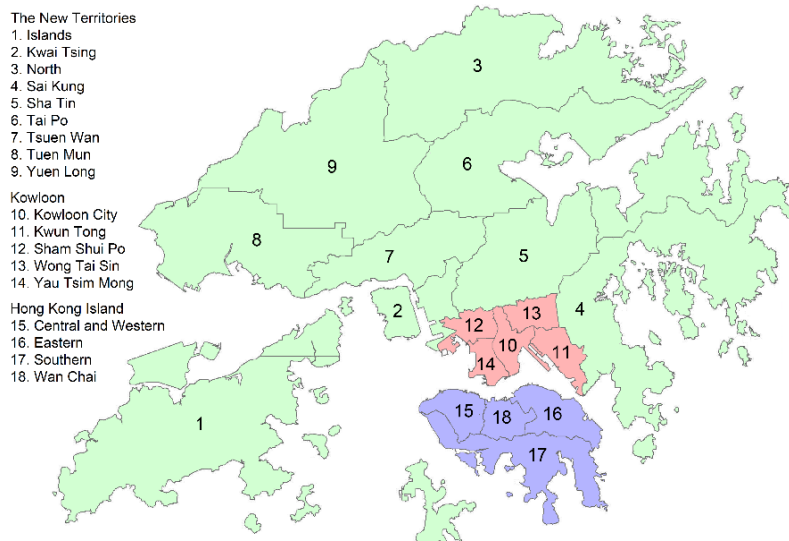 The New Territories
1. Islands
2. Kwai Tsing
3. North
4. Sai Kung
5. Sha Tin
6. Tai Po
7. Tsuen Wan
8. Tuen Mun
9. Yuen Long
Kowloon
10. Kowloon City
11. Kwun Tong
12. Sham Shui Po
13. Wong Tai Sin
14. Yau Tsim Mong
Hong Kong Island
15. Central and Western
16. Eastern
17. Southern
18. Wan Chai
3
9
6
8
7
5
2
4
12
13
10
11
14
1
15
18
16
17